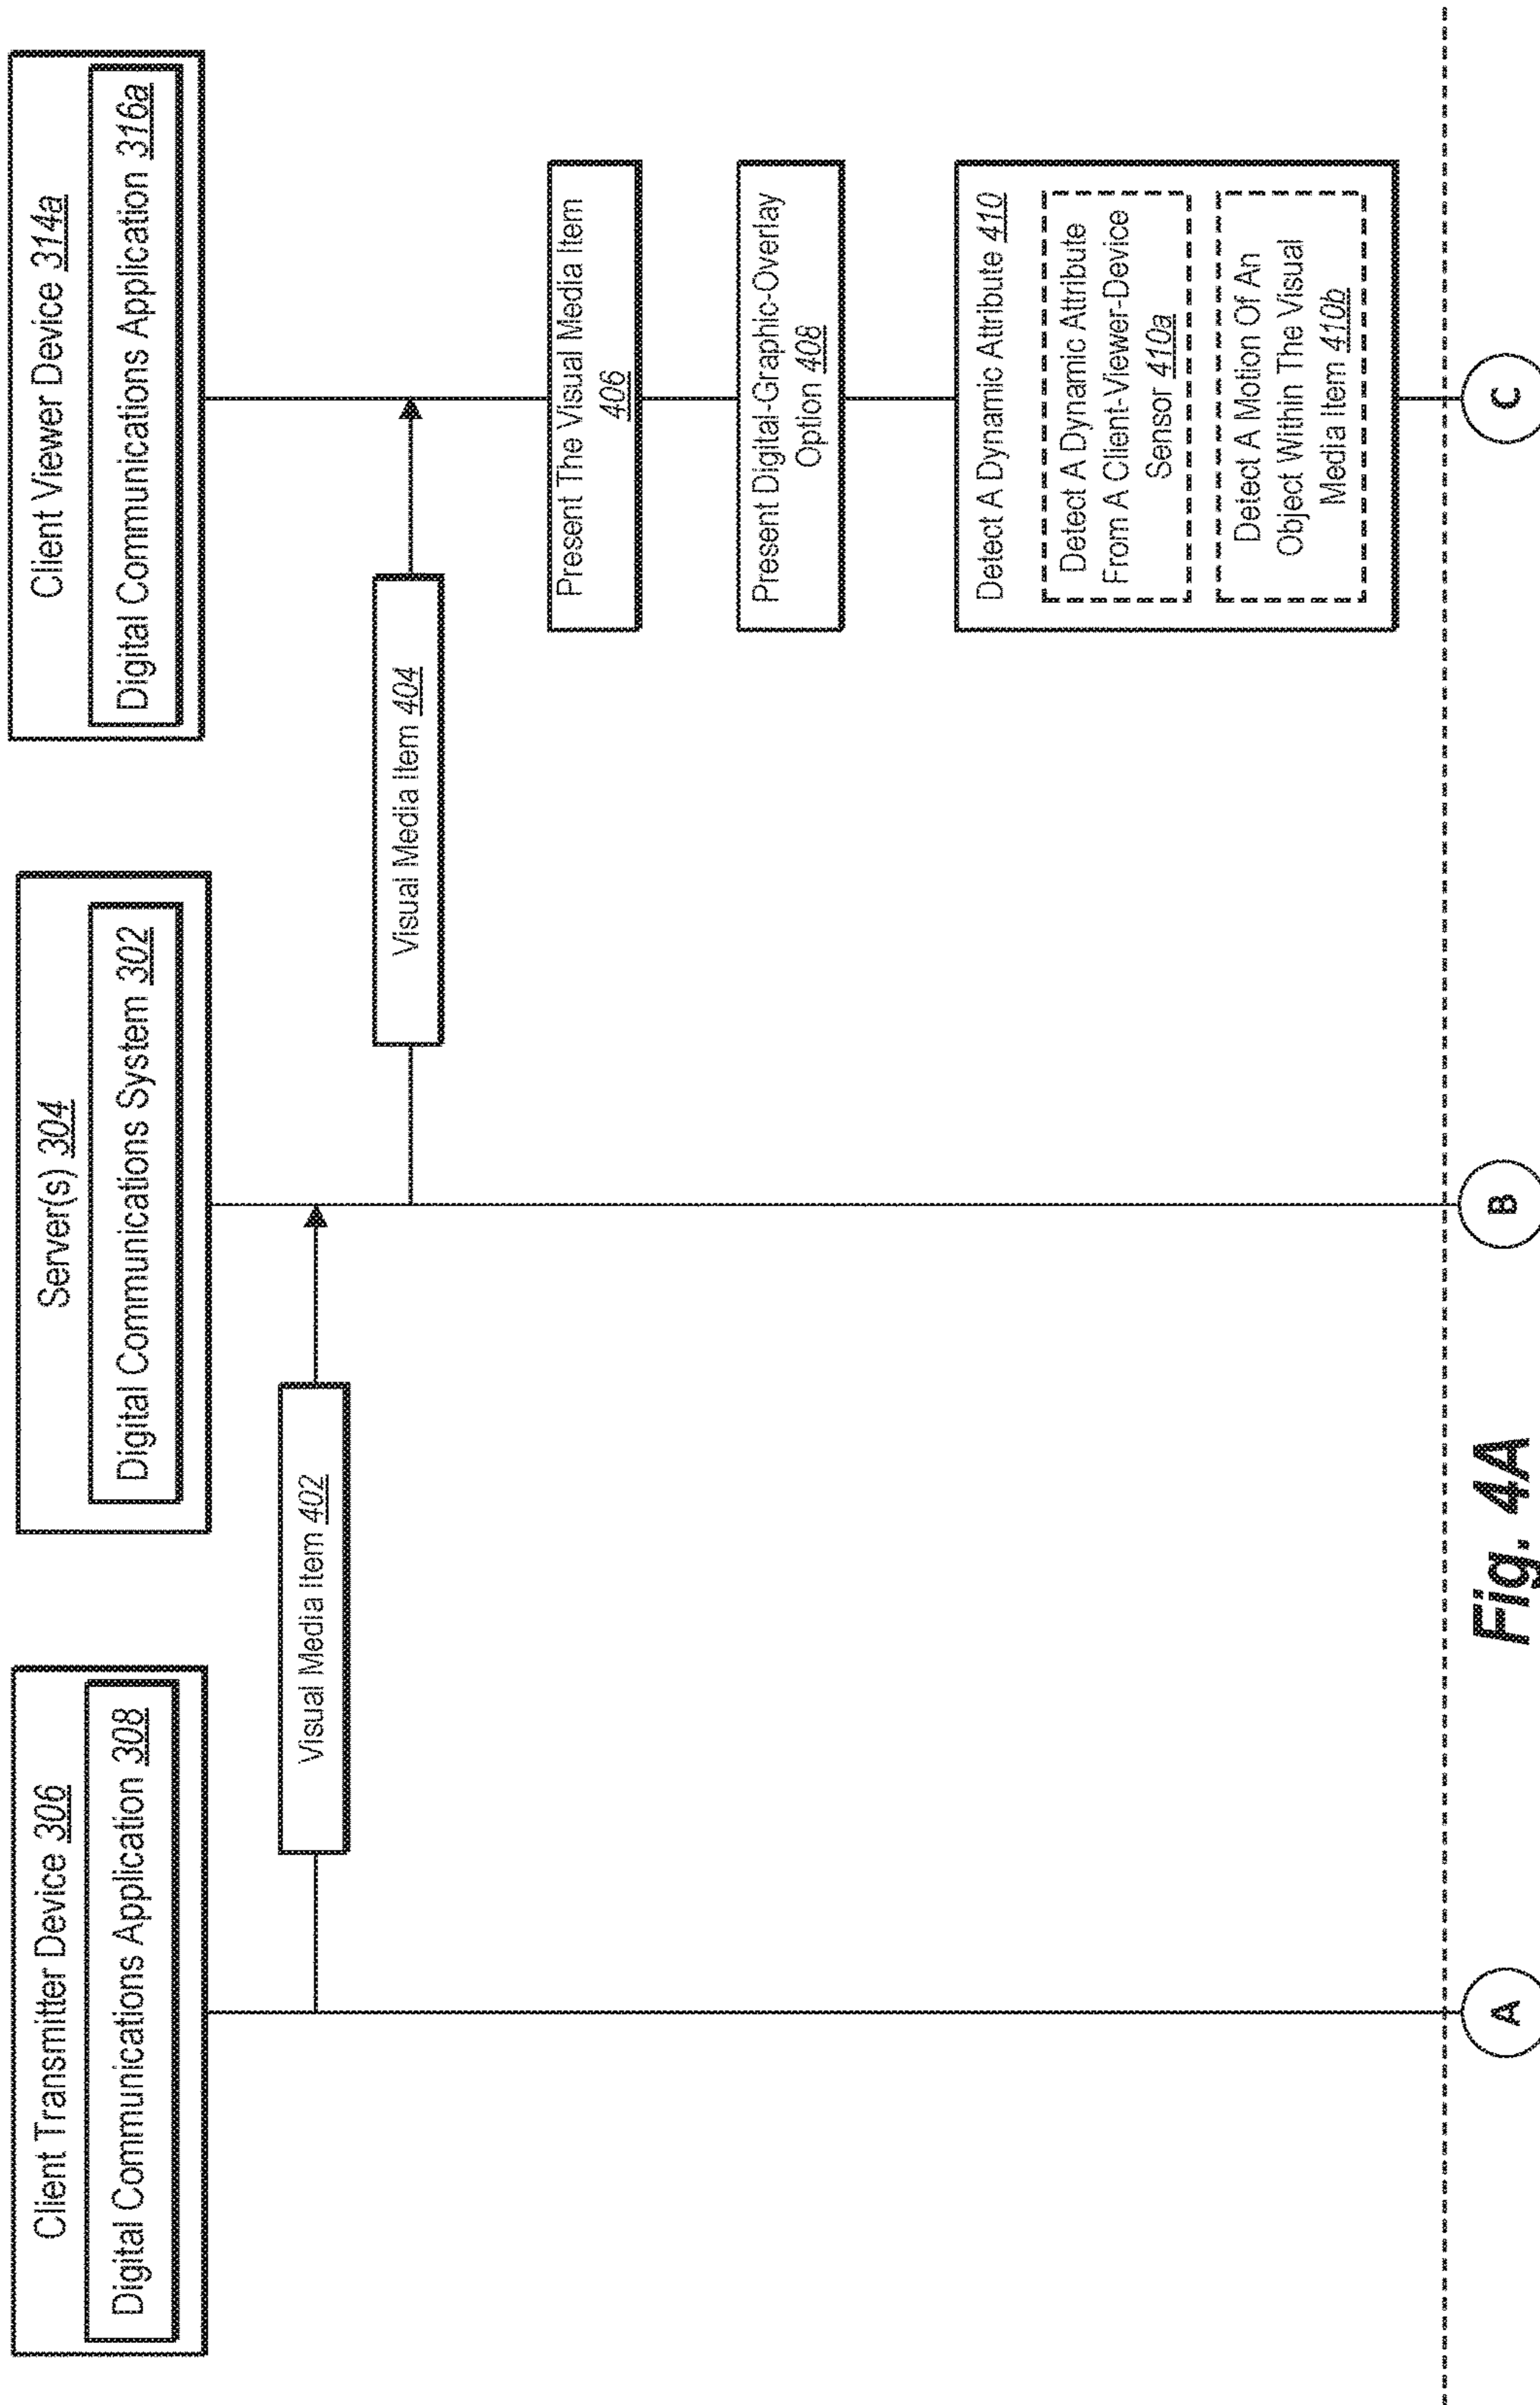 Client Transmitter Device 306
Digital Communications Application 308
Server(s) 304
Digital Communications System 302
Client Viewer Device 314a
Digital Communications Application 316a
Visual Media Item 402
Visual Media Item 404
Present The Visual Media Item
406
Present Digital-Graphic-Overlay
Option 408
Detect A Dynamic Attribute 410
Detect A Dynamic Attribute
From A Client-Viewer-Device
Sensor 410a
Detect A Motion Of An
Object Within The Visual
Media Item 410b
A
B
C
Fig. 4A